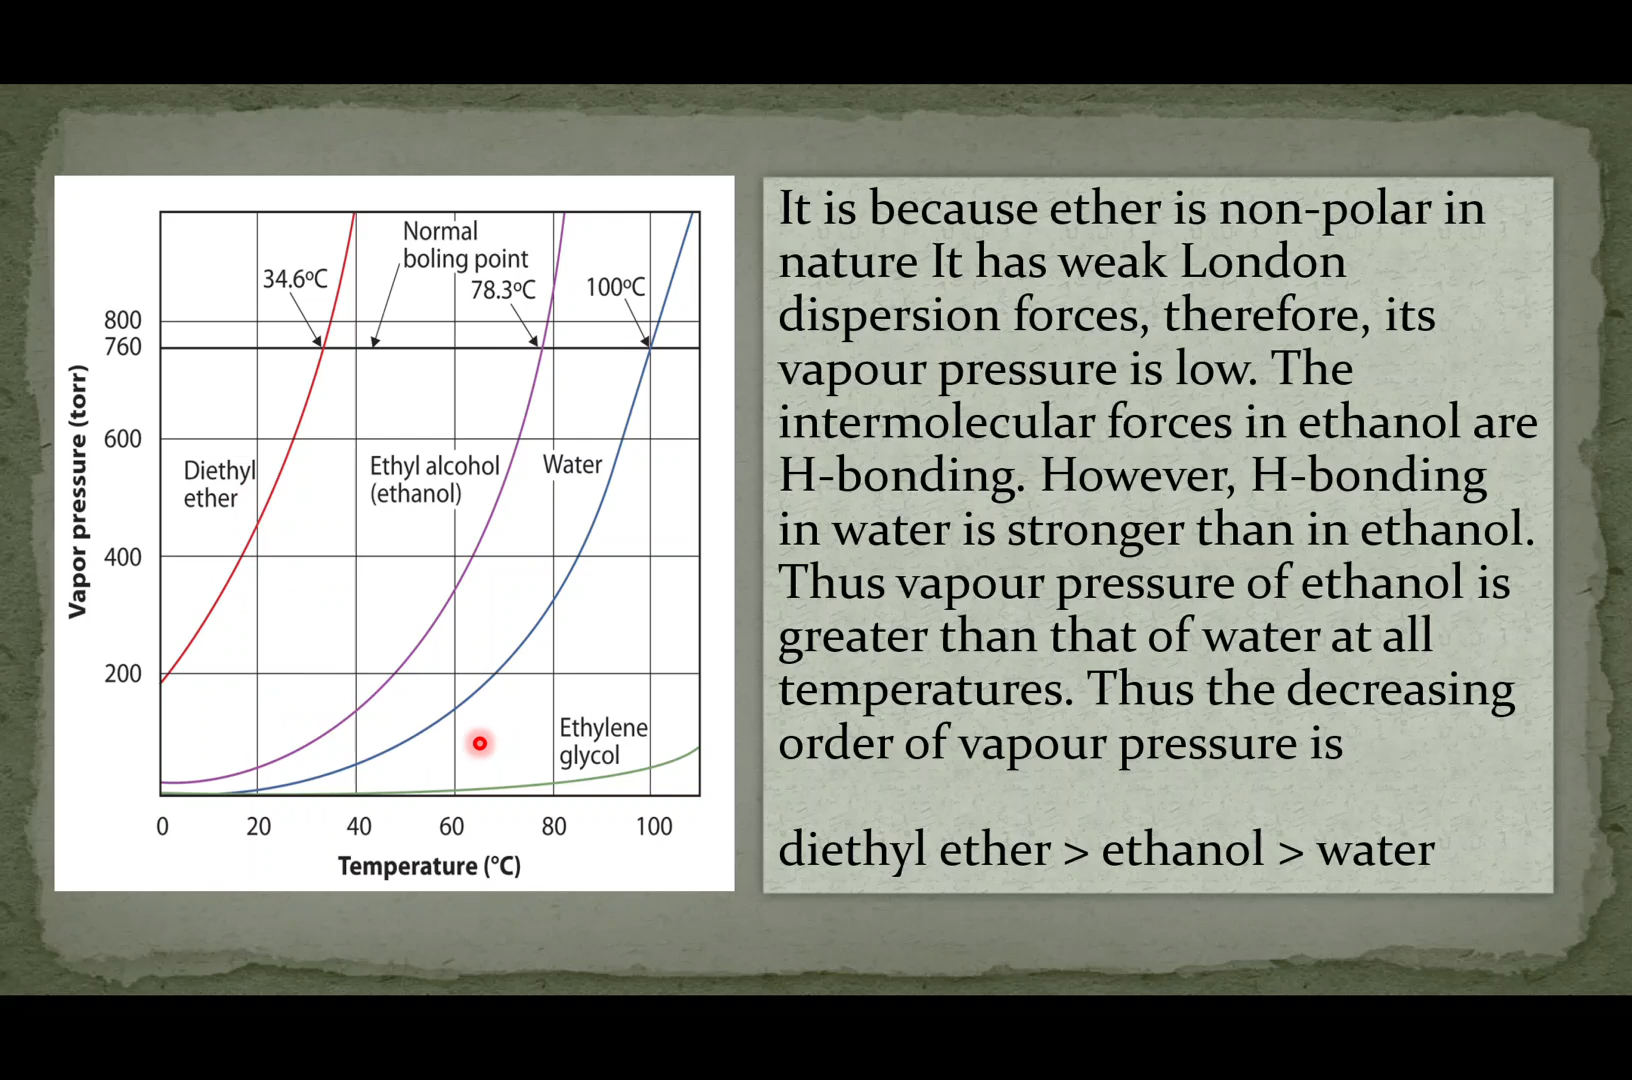 Normal
boling point
34.6ºC
78.3ºC
100ºC
800
760
600
400
200
Vapor pressure (torr)
Diethyl
ether
Ethyl alcohol
(ethanol)
Water
Ethylene
glycol
0 20 40 60 80 100
Temperature (°C)
It is because ether is non-polar in
nature It has weak London
dispersion forces, therefore, its
vapour pressure is low. The
intermolecular forces in ethanol are
H-bonding. However, H-bonding
in water is stronger than in ethanol.
Thus vapour pressure of ethanol is
greater than that of water at all
temperatures. Thus the decreasing
order of vapour pressure is
diethyl ether > ethanol > water